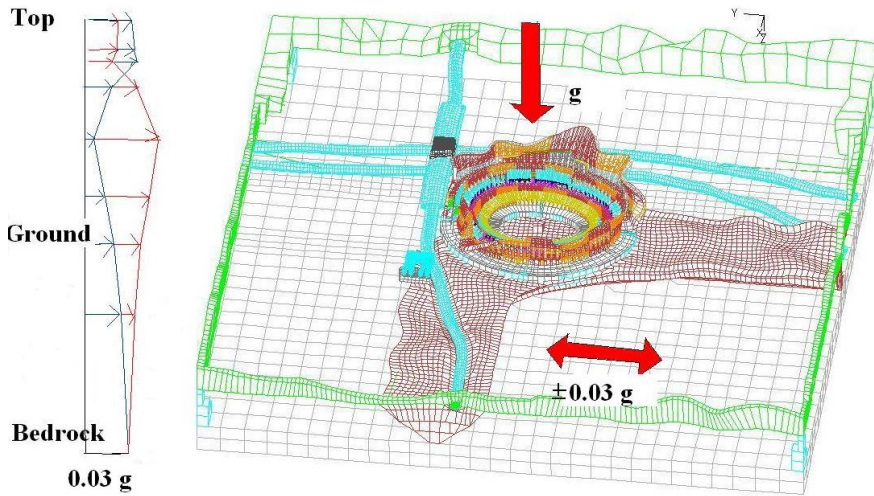 Top
Ground
Bedrock
0.03 g
g
±0.03 g
Y
X
Z